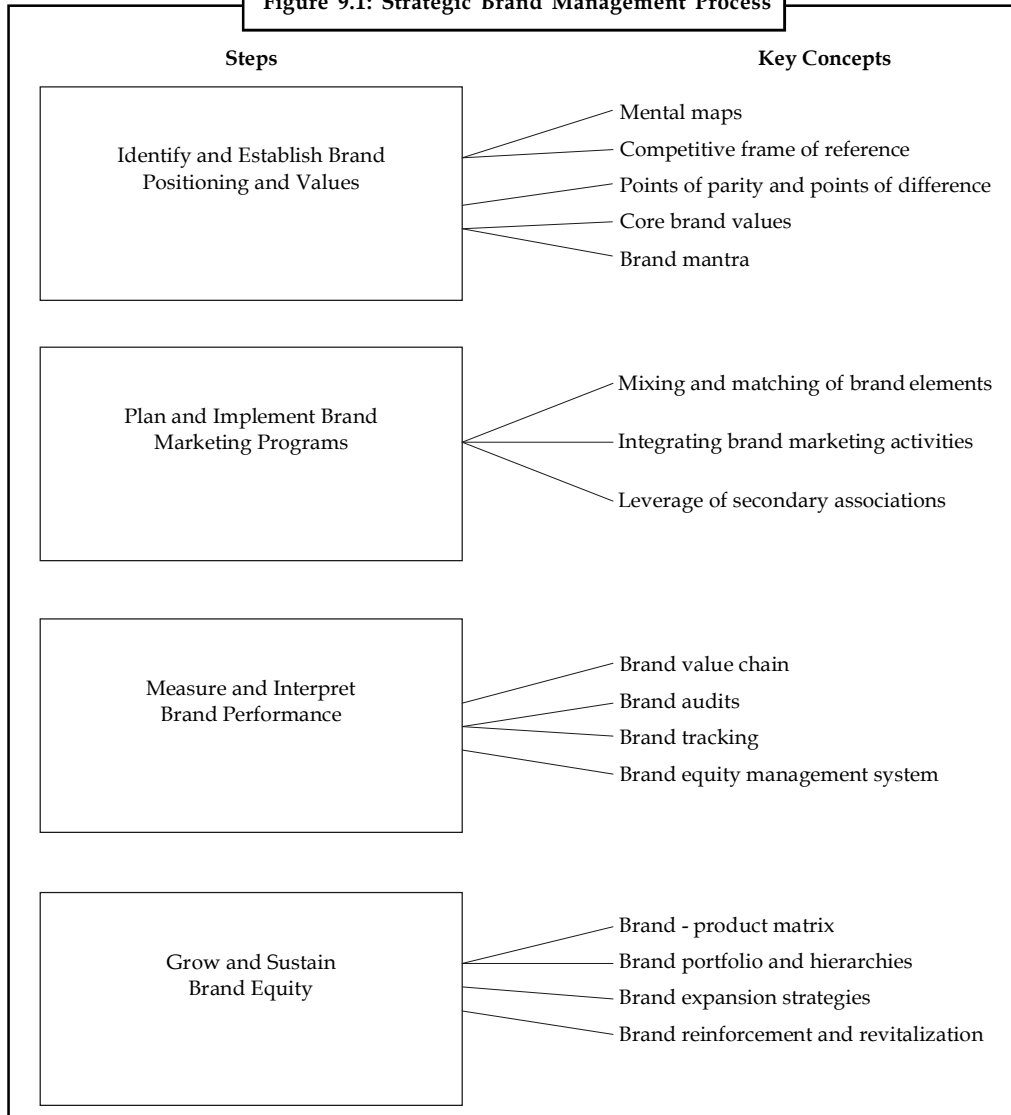 Figure 9.1: Strategic Brand Management Process
Steps
Key Concepts
Identify and Establish Brand
Positioning and Values
Mental maps
Competitive frame of reference
Points of parity and points of difference
Core brand values
Brand mantra
Plan and Implement Brand
Marketing Programs
Mixing and matching of brand elements
Integrating brand marketing activities
Leverage of secondary associations
Measure and Interpret
Brand Performance
Brand value chain
Brand audits
Brand tracking
Brand equity management system
Grow and Sustain
Brand Equity
Brand - product matrix
Brand portfolio and hierarchies
Brand expansion strategies
Brand reinforcement and revitalization